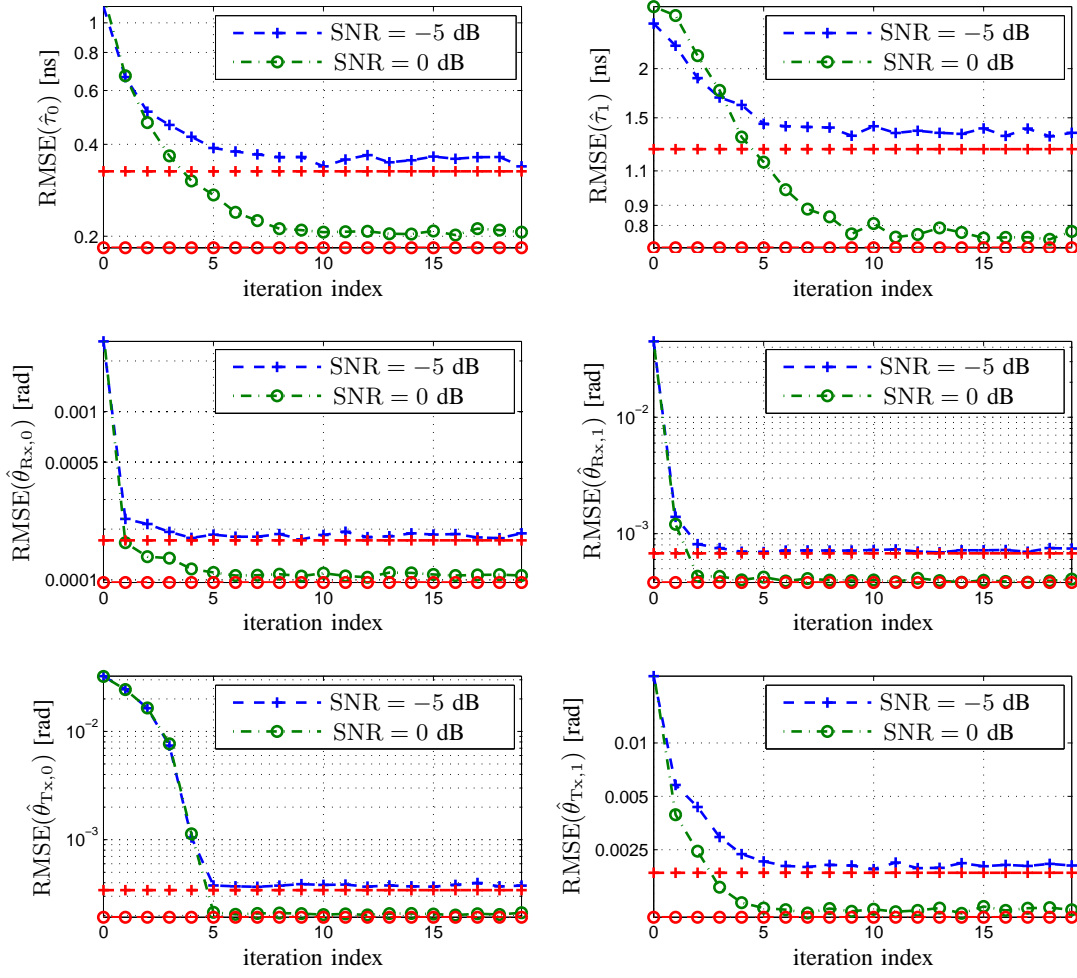 RMSE(τ̂₀) [ns]
1
0.8
0.6
0.4
0.2
SNR = −5 dB
SNR = 0 dB
0 5 10 15
iteration index
RMSE(τ̂₁) [ns]
2
1.5
1.1
0.9
0.8
SNR = −5 dB
SNR = 0 dB
0 5 10 15
iteration index
RMSE(θ̂_Rx,0) [rad]
0.001
0.0005
0.0001
SNR = −5 dB
SNR = 0 dB
0 5 10 15
iteration index
RMSE(θ̂_Rx,1) [rad]
10⁻²
10⁻³
SNR = −5 dB
SNR = 0 dB
0 5 10 15
iteration index
RMSE(θ̂_Tx,0) [rad]
10⁻²
10⁻³
SNR = −5 dB
SNR = 0 dB
0 5 10 15
iteration index
RMSE(θ̂_Tx,1) [rad]
0.01
0.005
0.0025
SNR = −5 dB
SNR = 0 dB
0 5 10 15
iteration index